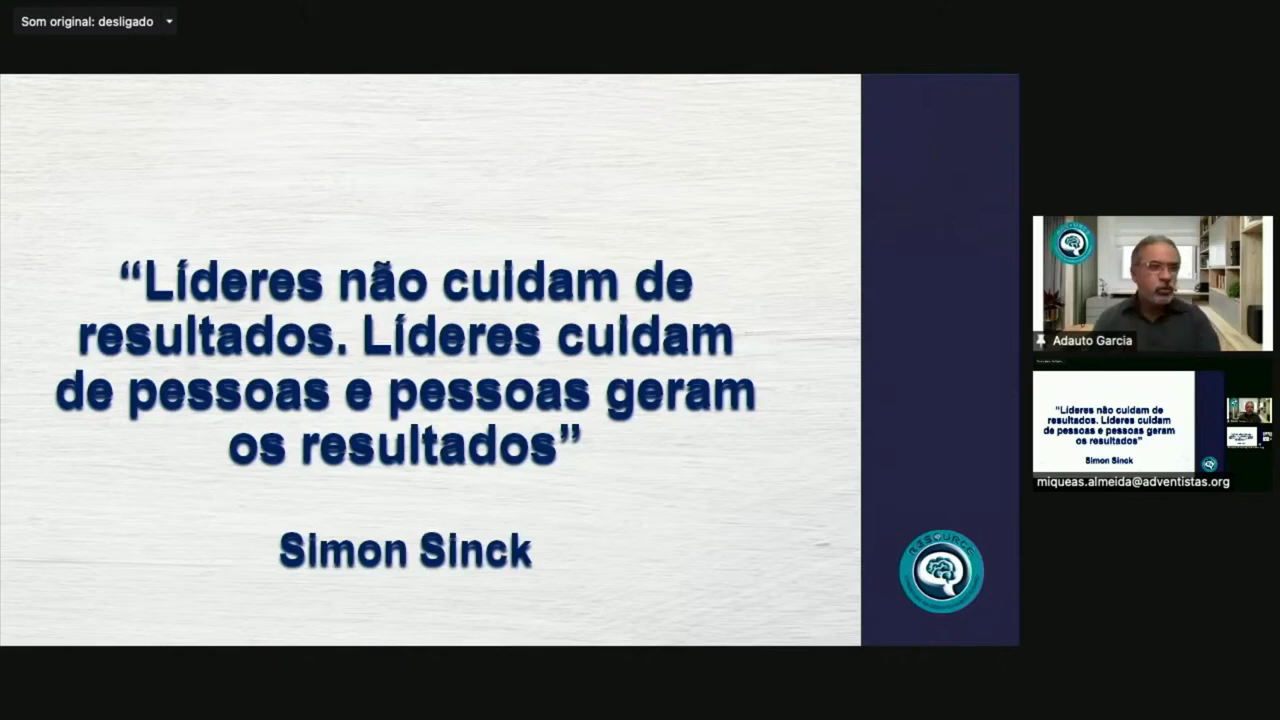 Som original: desligado
“Líderes não cuidam de
resultados. Líderes cuidam
de pessoas e pessoas geram
os resultados”
Simon Sinck
RESOURCE
Adauto Garcia
“Líderes não cuidam de
resultados. Líderes cuidam
de pessoas e pessoas geram
os resultados”
Simon Sinck
miqueas.almeida@adventistas.org